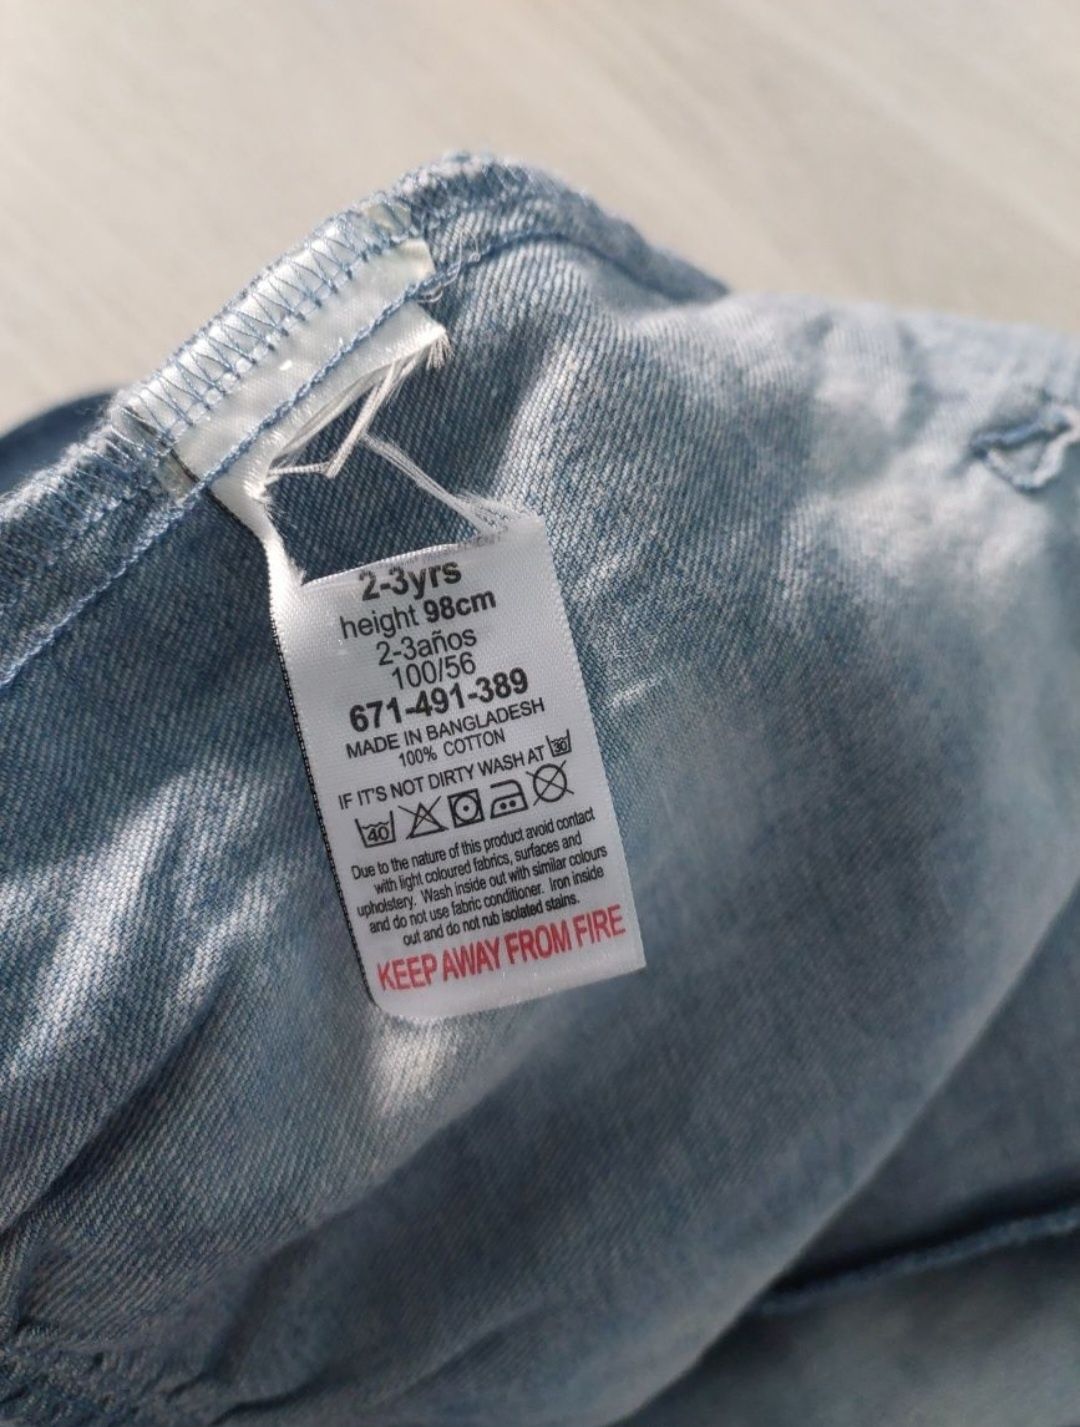 2-3yrs
height 98cm
2-3años
100/56
671-491-389
MADE IN BANGLADESH
100% COTTON
IF IT'S NOT DIRTY WASH AT 30
40
Due to the nature of this product avoid contact
with light coloured fabrics, surfaces and
upholstery. Wash inside out with similar colours
and do not use fabric conditioner. Iron inside
out and do not rub isolated stains.
KEEP AWAY FROM FIRE